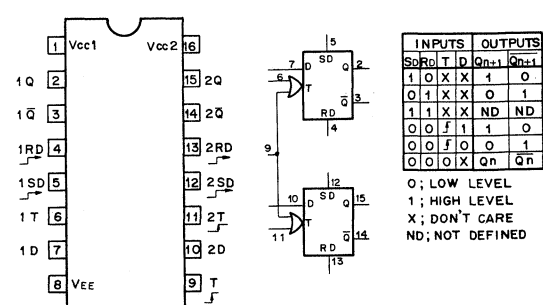 1 Vcc1 Vcc2 16
1Q 2 15 2Q
1Q̅ 3 14 2Q̅
1RD 4 13 2RD
1SD 5 12 2SD
1T 6 11 2T
1D 7 10 2D
8 VEE 9 T
5
7 D SD Q 2
6 T
Q̅ 3
RD
4
9
12
10 D SD Q 15
T
11 Q̅ 14
RD
13
INPUTS OUTPUTS
SD RD T D Qn+1 Q̅n+1
1 0 X X 1 0
0 1 X X 0 1
1 1 X X ND ND
0 0 ƒ 1 1 0
0 0 ƒ 0 0 1
0 0 0 X Qn Q̅n
0; LOW LEVEL
1; HIGH LEVEL
X; DON'T CARE
ND; NOT DEFINED